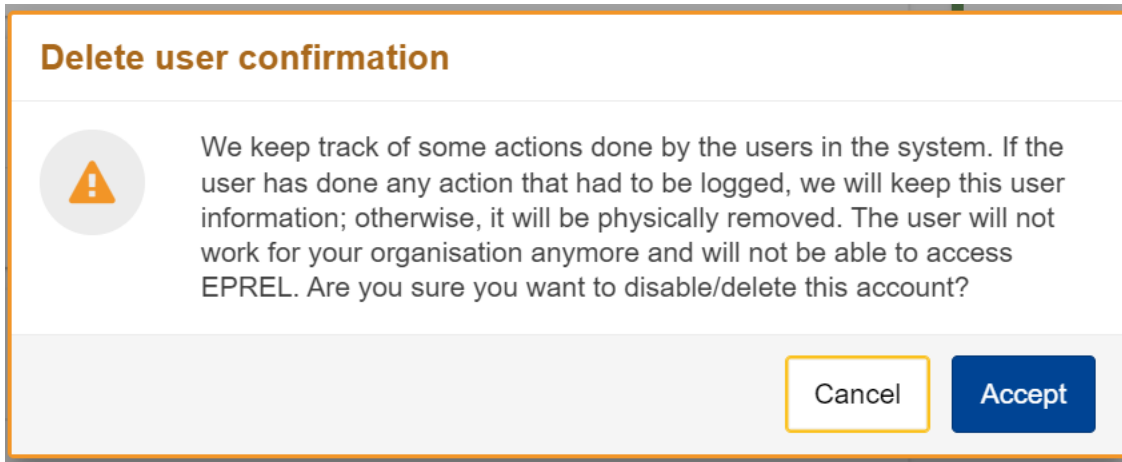 Delete user confirmation
We keep track of some actions done by the users in the system. If the
user has done any action that had to be logged, we will keep this user
information; otherwise, it will be physically removed. The user will not
work for your organisation anymore and will not be able to access
EPREL. Are you sure you want to disable/delete this account?
Cancel
Accept